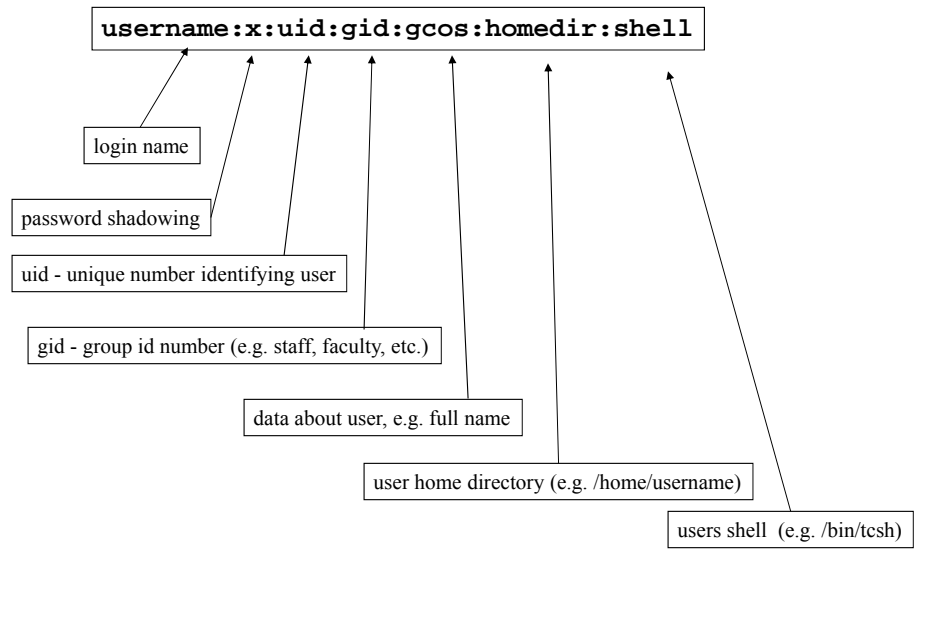 username:x:uid:gid:gcos:homedir:shell
login name
password shadowing
uid - unique number identifying user
gid - group id number (e.g. staff, faculty, etc.)
data about user, e.g. full name
user home directory (e.g. /home/username)
users shell  (e.g. /bin/tcsh)